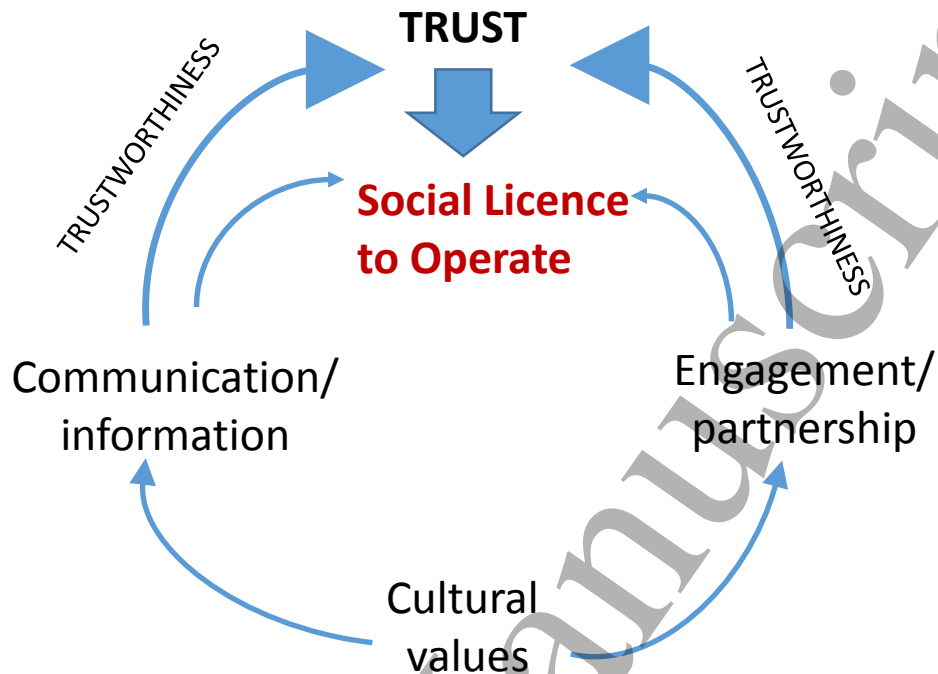 TRUST
TRUSTWORTHINESS
TRUSTWORTHINESS
Social Licence
to Operate
Communication/
information
Engagement/
partnership
Cultural
values